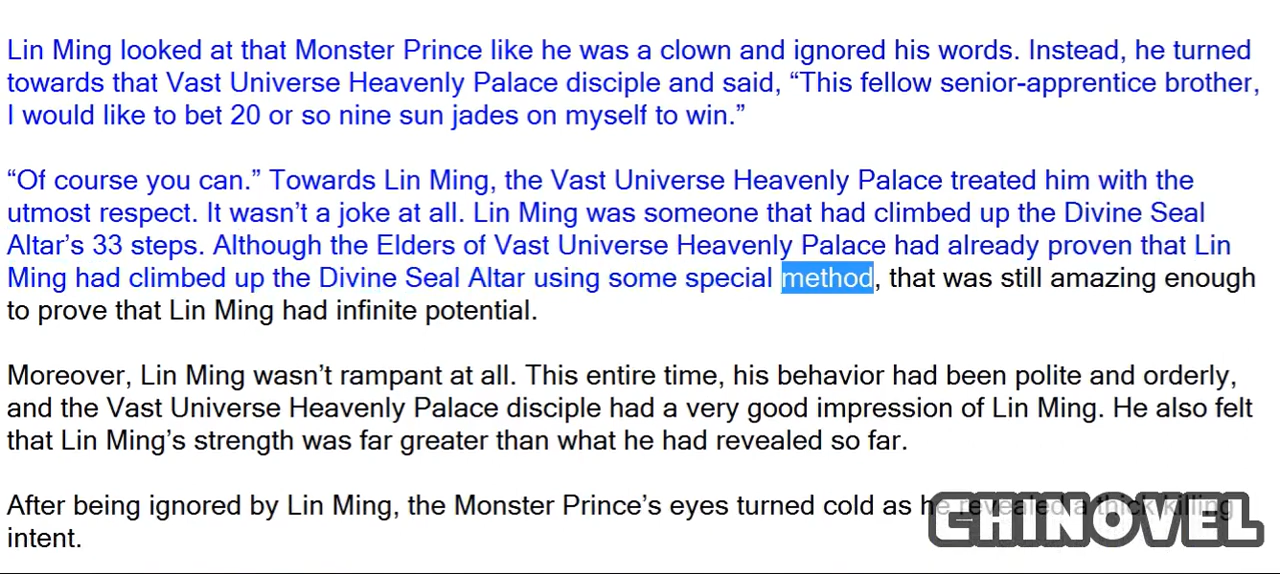 Lin Ming looked at that Monster Prince like he was a clown and ignored his words. Instead, he turned
towards that Vast Universe Heavenly Palace disciple and said, “This fellow senior-apprentice brother,
I would like to bet 20 or so nine sun jades on myself to win.”
“Of course you can.” Towards Lin Ming, the Vast Universe Heavenly Palace treated him with the
utmost respect. It wasn’t a joke at all. Lin Ming was someone that had climbed up the Divine Seal
Altar’s 33 steps. Although the Elders of Vast Universe Heavenly Palace had already proven that Lin
Ming had climbed up the Divine Seal Altar using some special method, that was still amazing enough
to prove that Lin Ming had infinite potential.
Moreover, Lin Ming wasn’t rampant at all. This entire time, his behavior had been polite and orderly,
and the Vast Universe Heavenly Palace disciple had a very good impression of Lin Ming. He also felt
that Lin Ming’s strength was far greater than what he had revealed so far.
After being ignored by Lin Ming, the Monster Prince’s eyes turned cold as he revealed a thick killing
intent.
CHINOVEL